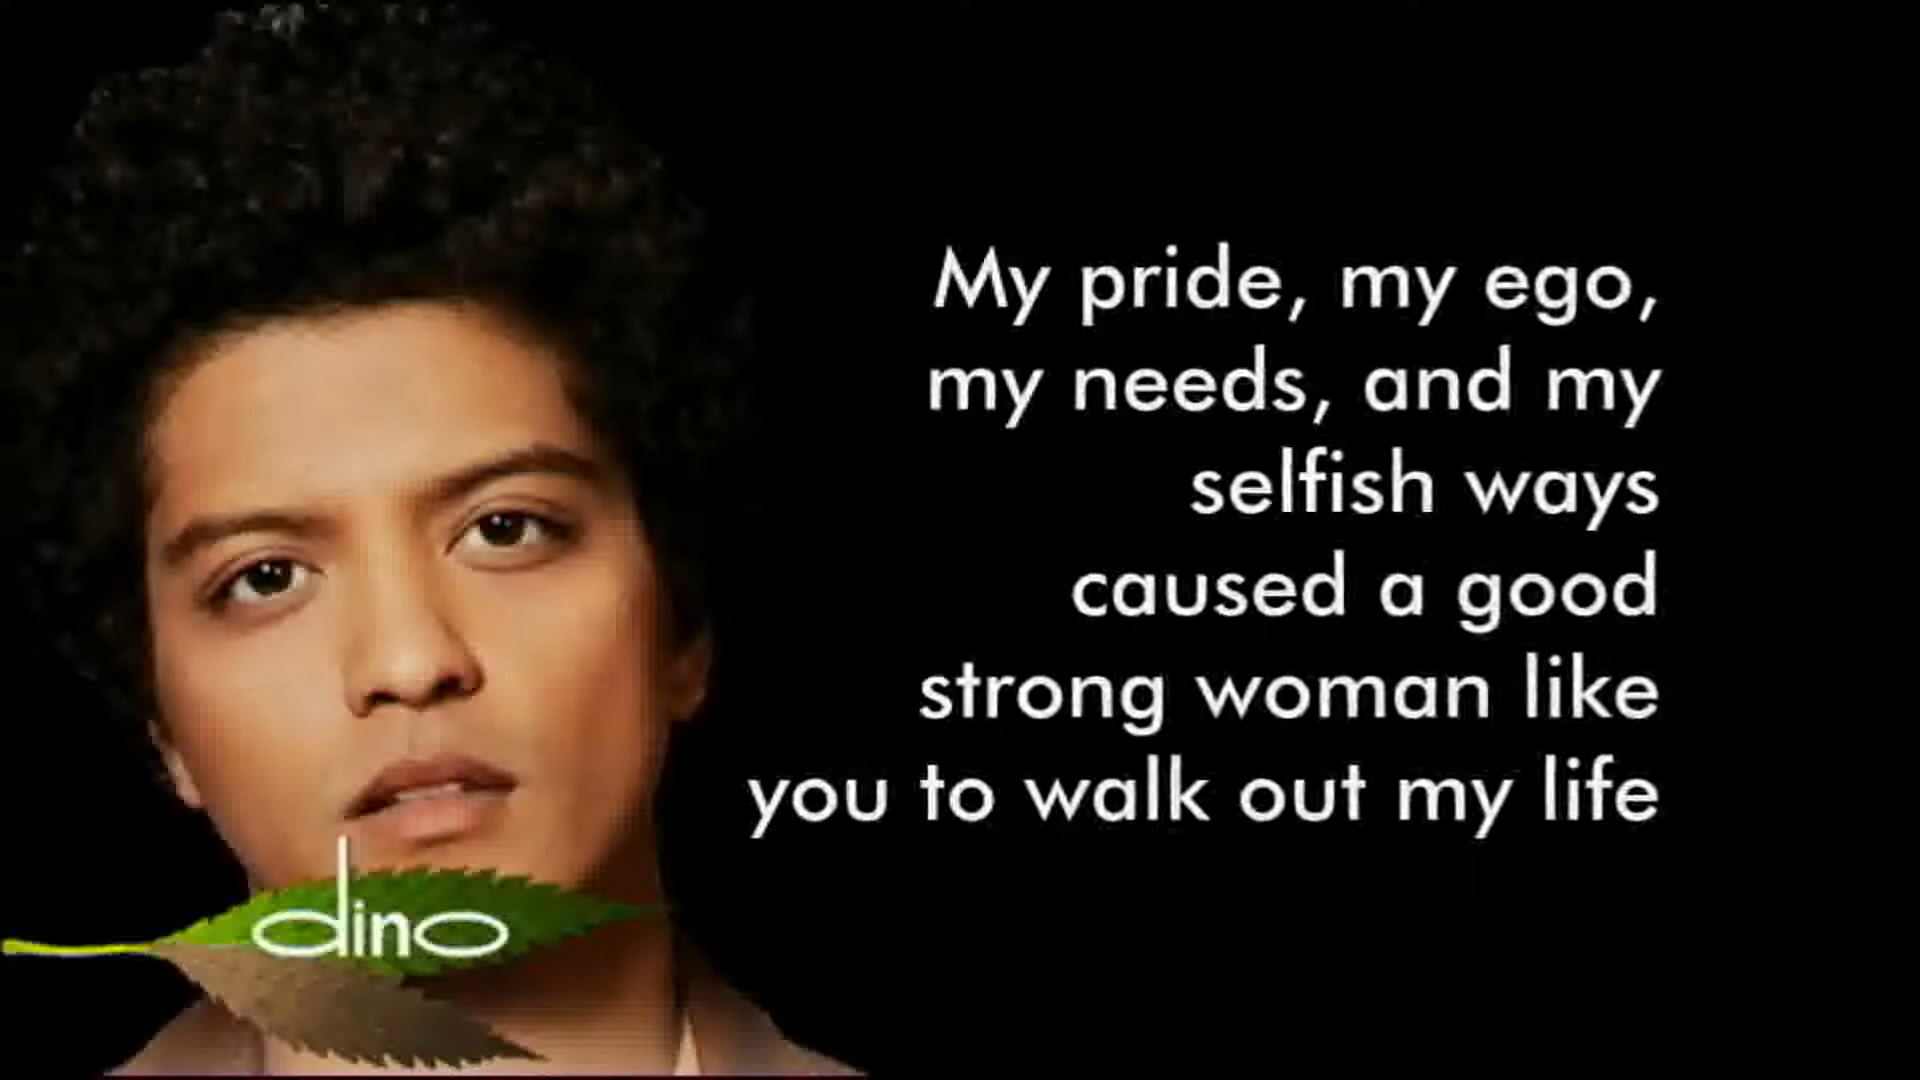 My pride, my ego,
my needs, and my
selfish ways
caused a good
strong woman like
you to walk out my life
dino